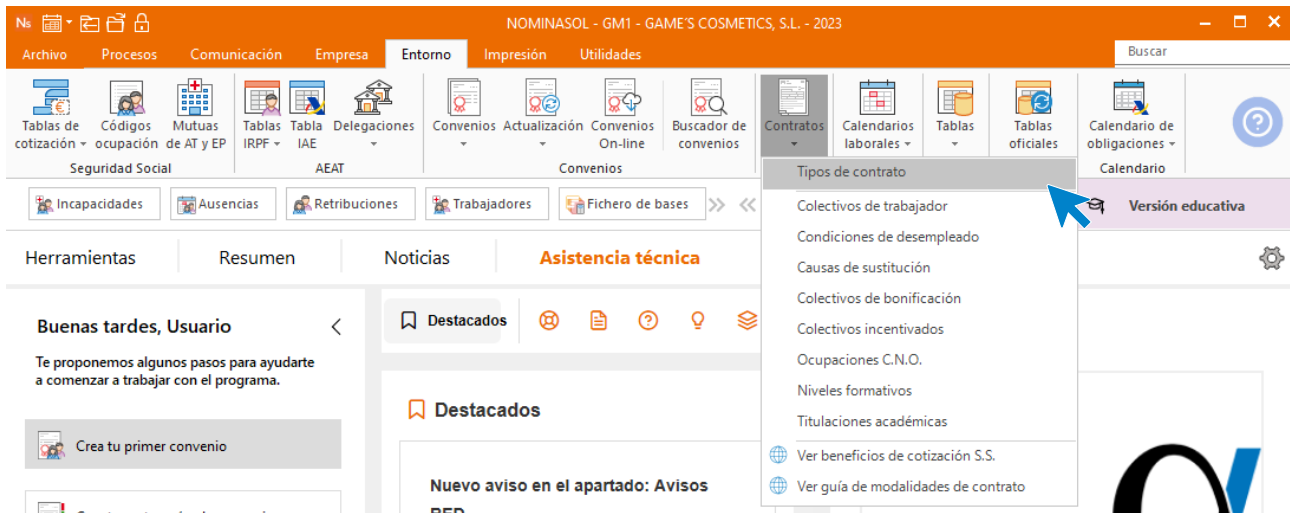 Ns
NOMINASOL - GM1 - GAME'S COSMETICS, S.L. - 2023
Archivo Procesos Comunicación Empresa Entorno Impresión Utilidades Buscar
Tablas de cotización
Códigos ocupación
Mutuas de AT y EP
Tablas IRPF
Tabla IAE
Delegaciones
Convenios
Actualización
Convenios On-line
Buscador de convenios
Contratos
Calendarios laborales
Tablas
Tablas oficiales
Calendario de obligaciones
Seguridad Social AEAT Convenios Calendario
Incapacidades Ausencias Retribuciones Trabajadores Fichero de bases Versión educativa
Tipos de contrato
Colectivos de trabajador
Condiciones de desempleado
Causas de sustitución
Colectivos de bonificación
Colectivos incentivados
Ocupaciones C.N.O.
Niveles formativos
Titulaciones académicas
Ver beneficios de cotización S.S.
Ver guía de modalidades de contrato
Herramientas Resumen Noticias Asistencia técnica
Buenas tardes, Usuario
Te proponemos algunos pasos para ayudarte
a comenzar a trabajar con el programa.
Crea tu primer convenio
Destacados
Destacados
Nuevo aviso en el apartado: Avisos
RED